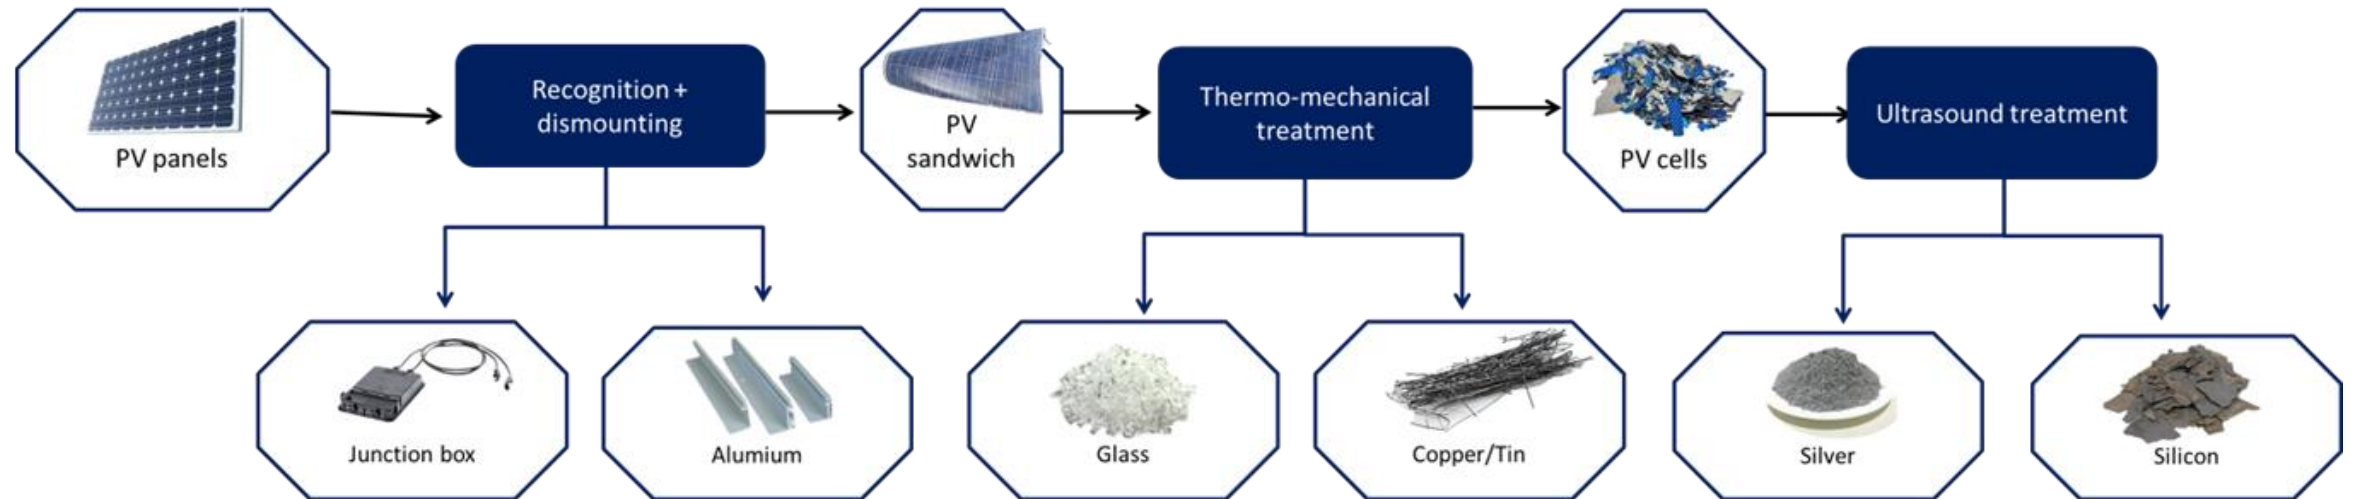 PV panels
Recognition +
dismounting
PV
sandwich
Thermo-mechanical
treatment
PV cells
Ultrasound treatment
Junction box
Alumium
Glass
Copper/Tin
Silver
Silicon